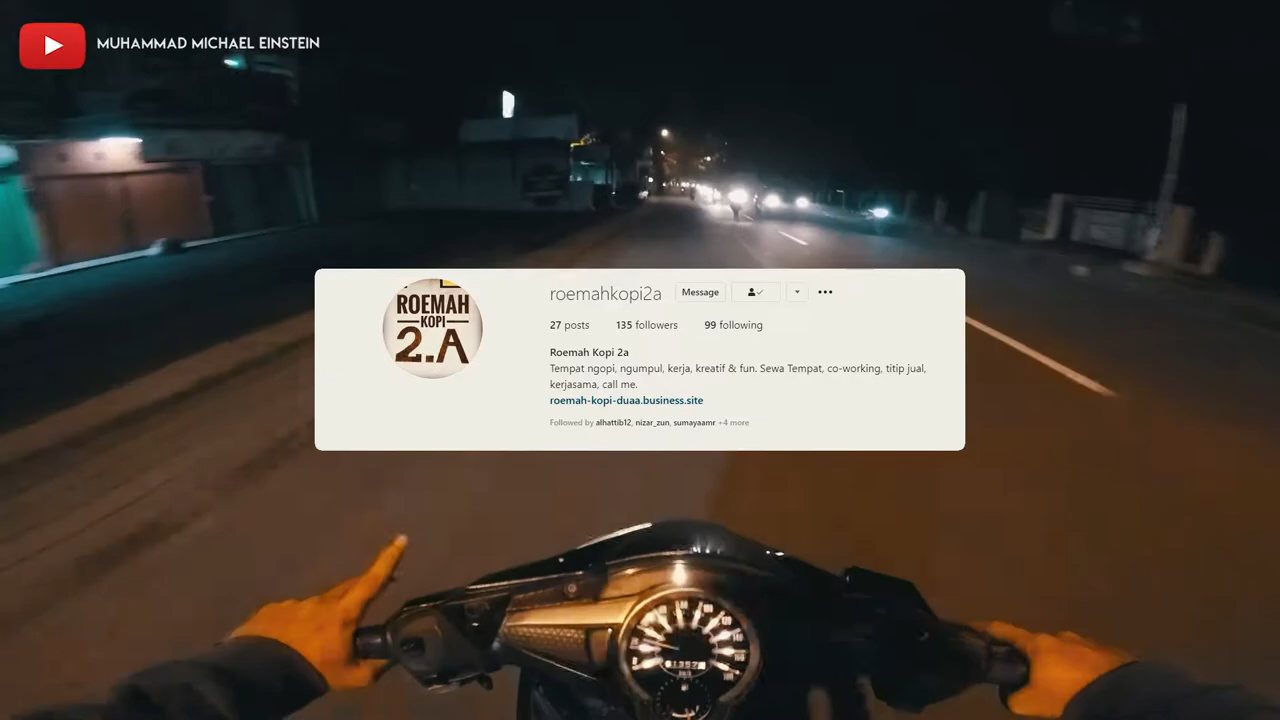 MUHAMMAD MICHAEL EINSTEIN
ROEMAH
KOPI
2.A
roemahkopi2a Message
27 posts 135 followers 99 following
Roemah Kopi 2a
Tempat ngopi, ngumpul, kerja, kreatif & fun. Sewa Tempat, co-working, titip jual,
kerjasama, call me.
roemah-kopi-duaa.business.site
Followed by alhattib12, nizar_zun, sumayaamr +4 more